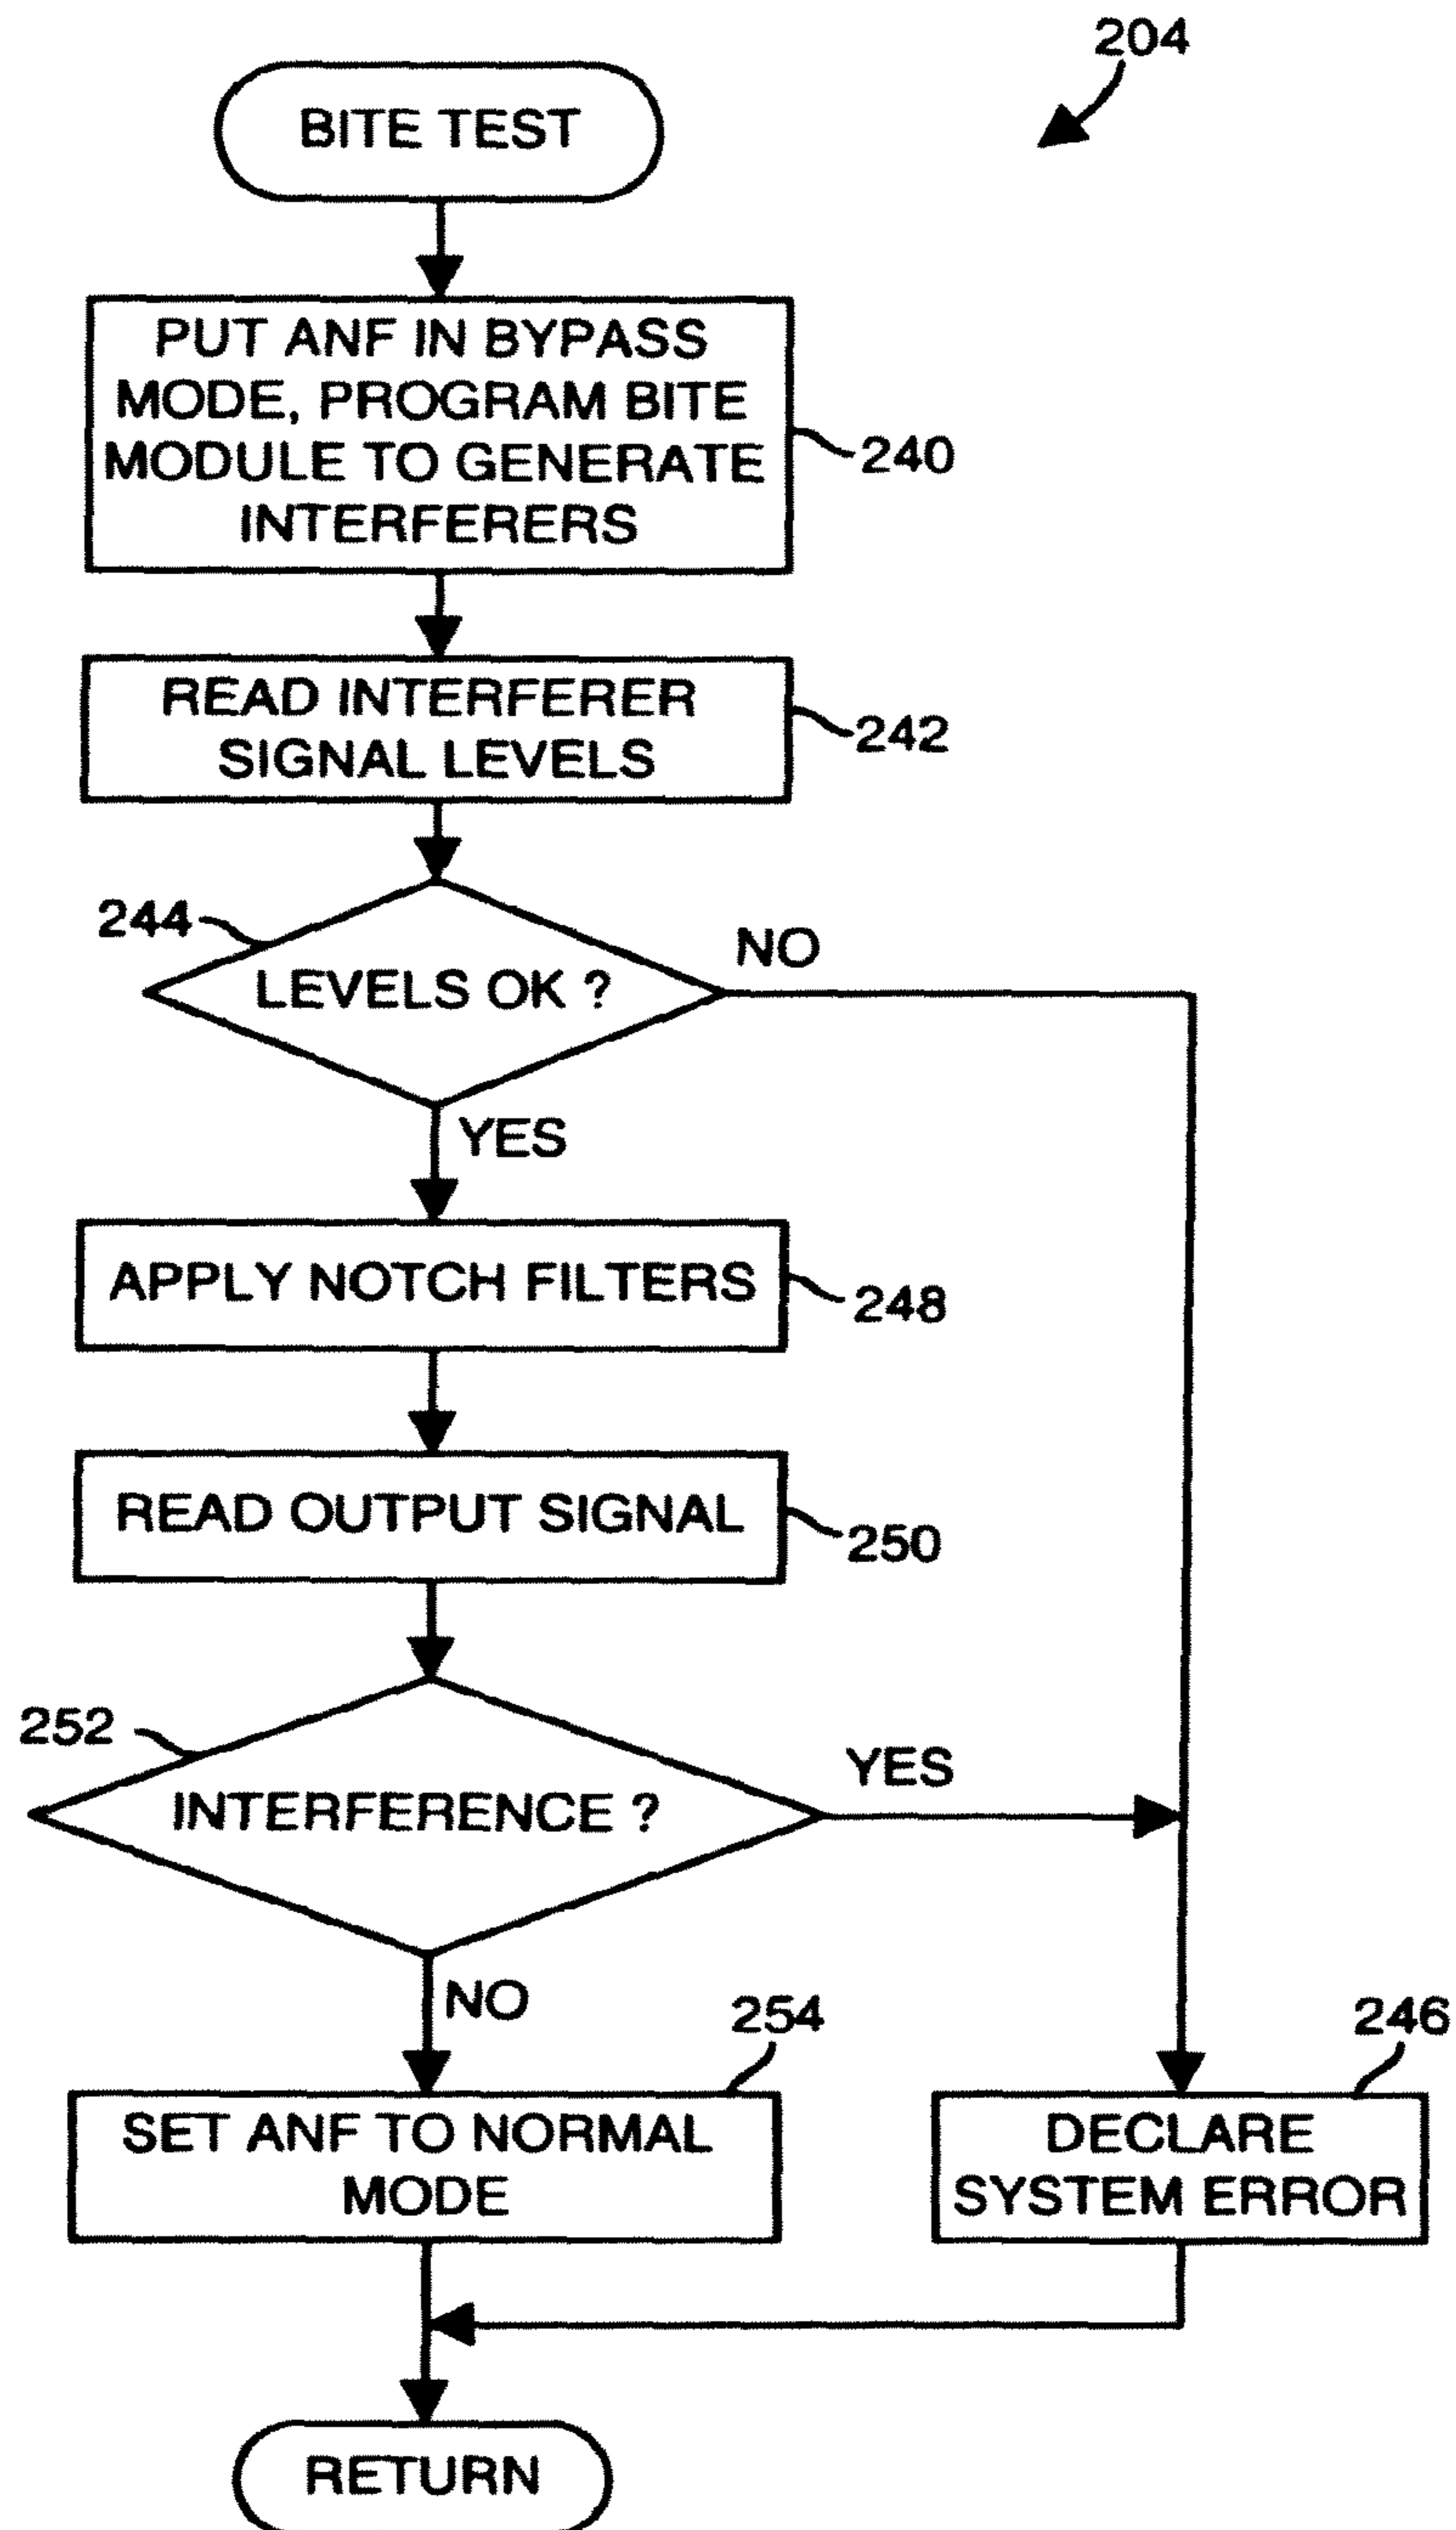 204
BITE TEST
PUT ANF IN BYPASS
MODE, PROGRAM BITE
MODULE TO GENERATE
INTERFERERS
240
READ INTERFERER
SIGNAL LEVELS
242
244
LEVELS OK ?
NO
YES
APPLY NOTCH FILTERS
248
READ OUTPUT SIGNAL
250
252
INTERFERENCE ?
YES
NO
254
246
SET ANF TO NORMAL
MODE
DECLARE
SYSTEM ERROR
RETURN